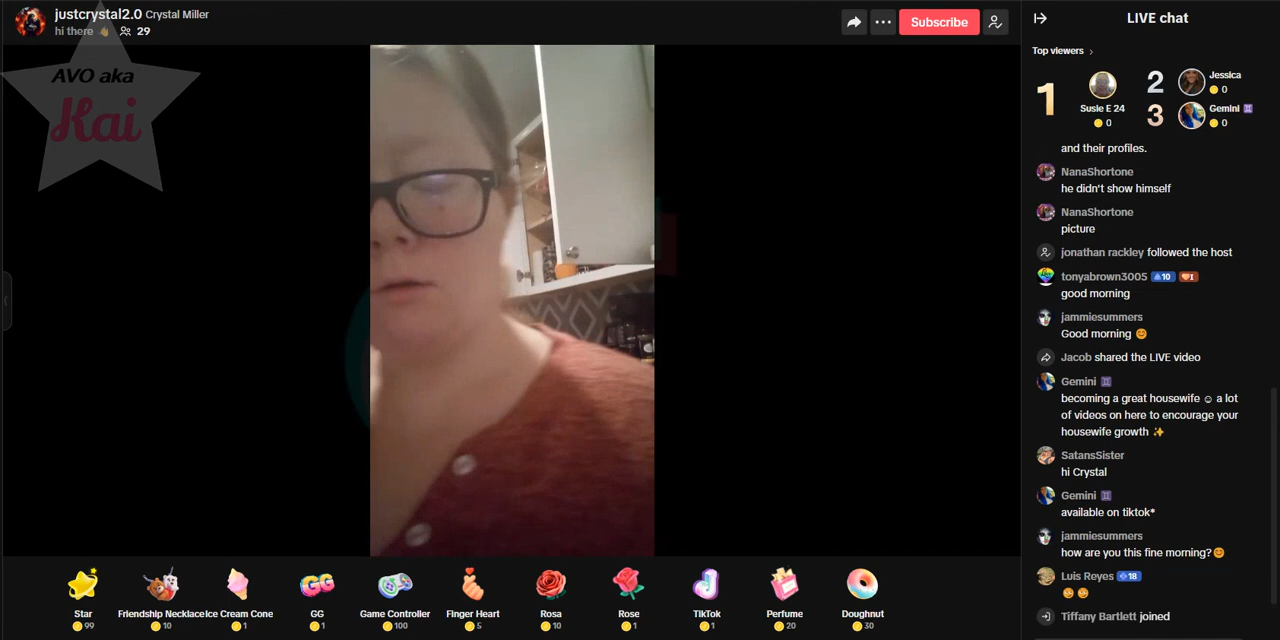 justcrystal2.0 Crystal Miller
hi there 👋 29
Subscribe
AVO aka
Kai
LIVE chat
Top viewers
1
Susie E 24
0
2
Jessica
0
3
Gemini ♊
0
and their profiles.
NanaShortone
he didn't show himself
NanaShortone
picture
jonathan rackley followed the host
tonyabrown3005 10 I
good morning
jammiesummers
Good morning 😊
Jacob shared the LIVE video
Gemini ♊
becoming a great housewife ☺ a lot
of videos on here to encourage your
housewife growth ✨
SatansSister
hi Crystal
Gemini ♊
available on tiktok*
jammiesummers
how are you this fine morning?😊
Luis Reyes 18
Tiffany Bartlett joined
Star
99
Friendship Necklace
10
Ice Cream Cone
1
GG
GG
1
Game Controller
100
Finger Heart
5
Rosa
10
Rose
1
TikTok
1
Perfume
20
Doughnut
30